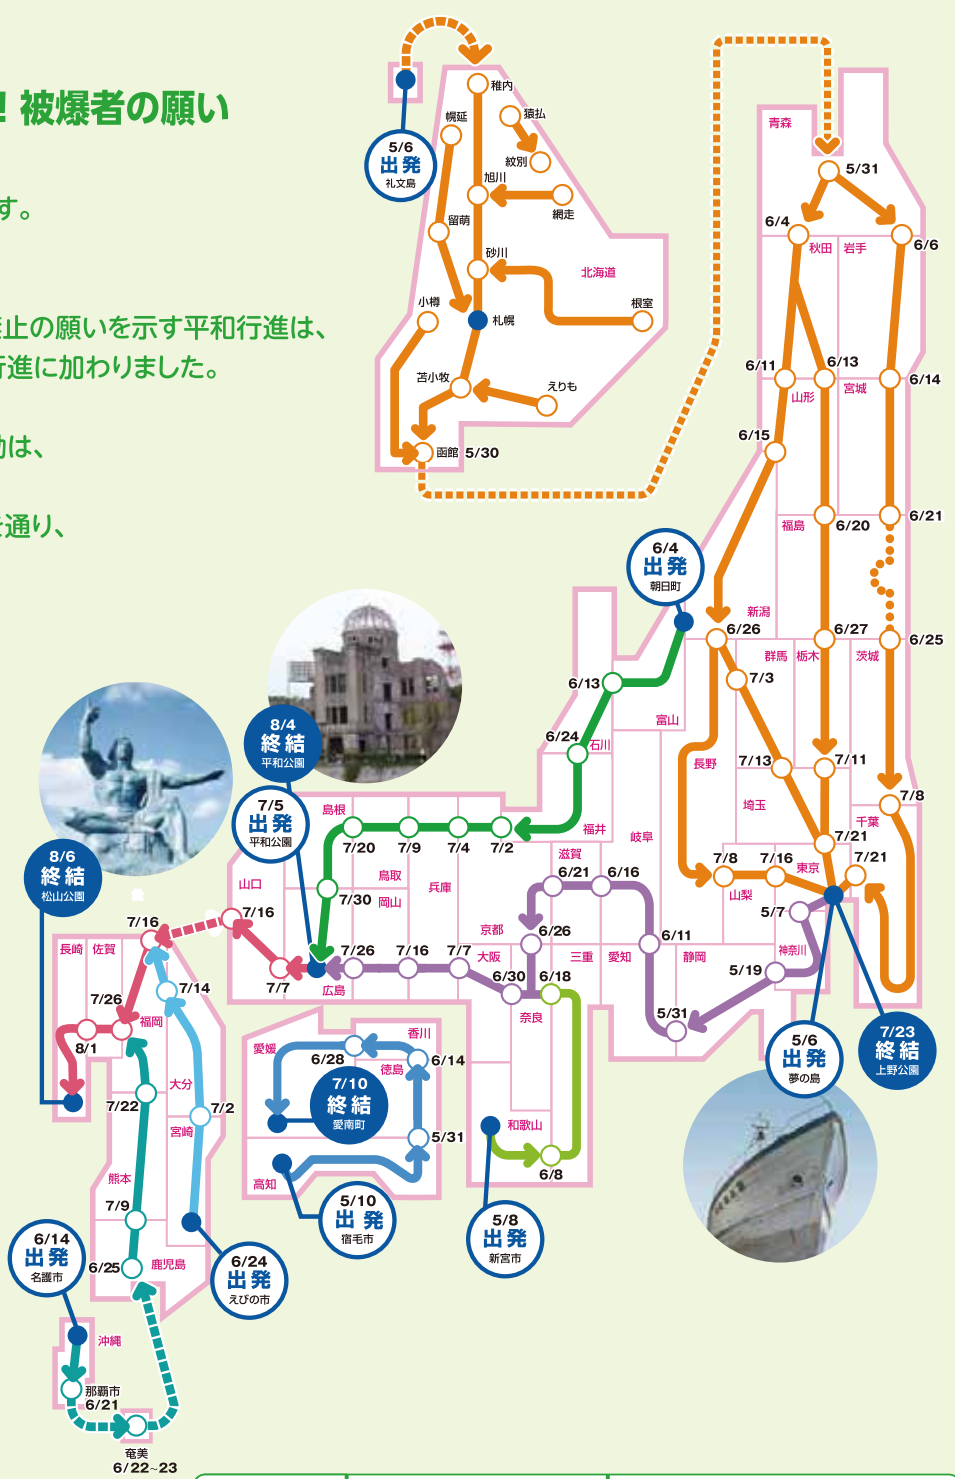 ！被爆者の願い
す。
止の願いを示す平和行進は、
行進に加わりました。
は、
を通り、
5/6
出発
礼文島
稚内
幌延
猿払
紋別
旭川
網走
留萌
砂川
北海道
小樽
札幌
根室
苫小牧
えりも
函館 5/30
青森
5/31
6/4
秋田
岩手
6/6
6/11
6/13
山形
宮城
6/14
6/15
福島
6/20
6/21
6/4
出発
朝日町
新潟
6/26
6/27
6/25
群馬
栃木
茨城
6/13
7/3
富山
6/24
石川
長野
7/13
7/11
8/4
終結
平和公園
7/5
出発
平和公園
埼玉
7/8
千葉
島根
7/20
7/9
7/4
7/2
福井
岐阜
7/21
7/21
8/6
終結
松山公園
滋賀
7/8
7/16
東京
山口
鳥取
岡山
兵庫
6/21
6/16
山梨
7/30
7/16
7/16
京都
6/26
5/7
長崎
佐賀
7/26
7/16
7/7
大阪
三重
愛知
6/11
静岡
神奈川
7/7
広島
6/30
6/18
5/19
7/14
7/26
福岡
奈良
5/31
8/1
愛媛
6/28
香川
6/14
7/23
終結
上野公園
5/6
出発
夢の島
徳島
7/10
終結
愛南町
大分
7/22
7/2
宮崎
5/31
和歌山
熊本
高知
6/8
5/10
出発
宿毛市
5/8
出発
新宮市
7/9
6/14
出発
名護市
6/25
鹿児島
6/24
出発
えびの市
沖縄
那覇市
6/21
奄美
6/22~23